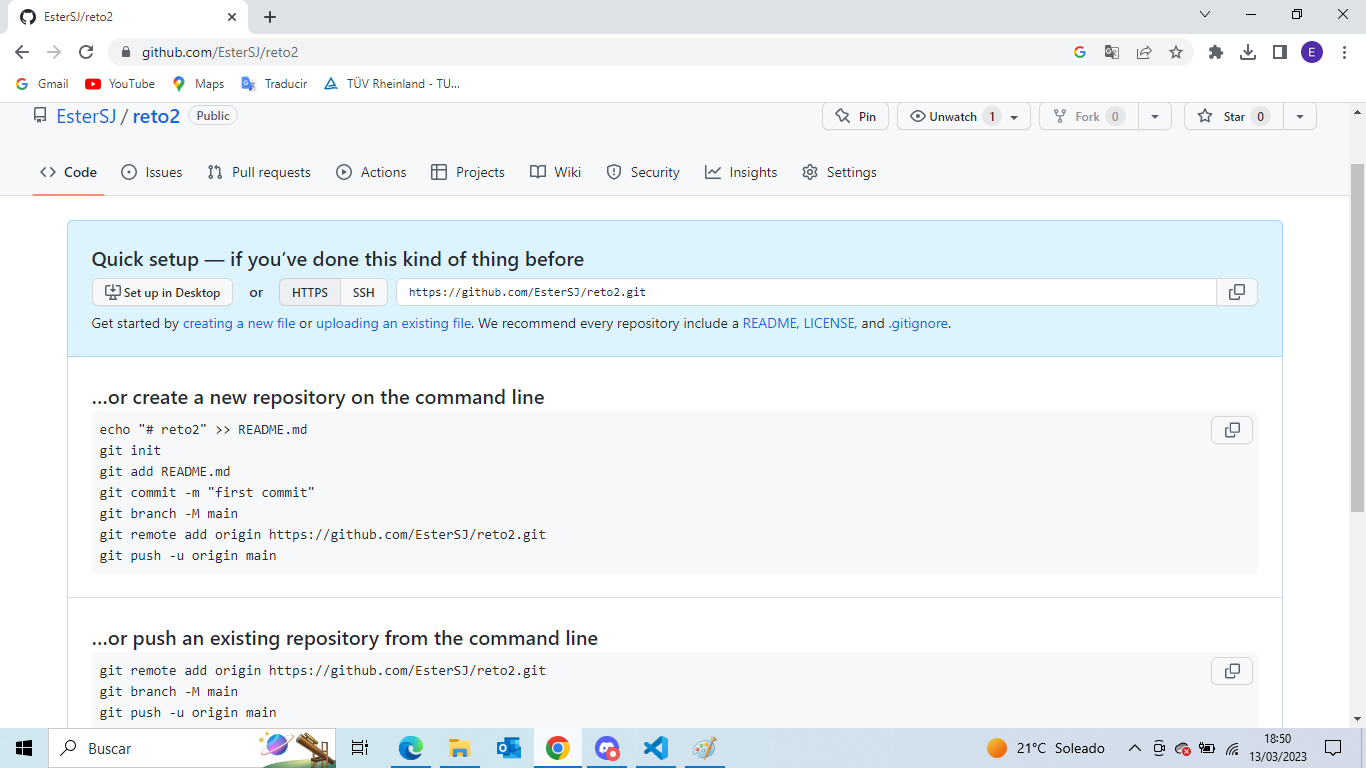 EsterSJ/reto2
github.com/EsterSJ/reto2
E
Gmail YouTube Maps Traducir TÜV Rheinland - TU...
EsterSJ / reto2 Public Pin Unwatch 1 Fork 0 Star 0
Code Issues Pull requests Actions Projects Wiki Security Insights Settings
Quick setup — if you've done this kind of thing before
Set up in Desktop or HTTPS SSH https://github.com/EsterSJ/reto2.git
Get started by creating a new file or uploading an existing file. We recommend every repository include a README, LICENSE, and .gitignore.
…or create a new repository on the command line
echo "# reto2" >> README.md
git init
git add README.md
git commit -m "first commit"
git branch -M main
git remote add origin https://github.com/EsterSJ/reto2.git
git push -u origin main
…or push an existing repository from the command line
git remote add origin https://github.com/EsterSJ/reto2.git
git branch -M main
git push -u origin main
Buscar 21°C Soleado 18:50
13/03/2023